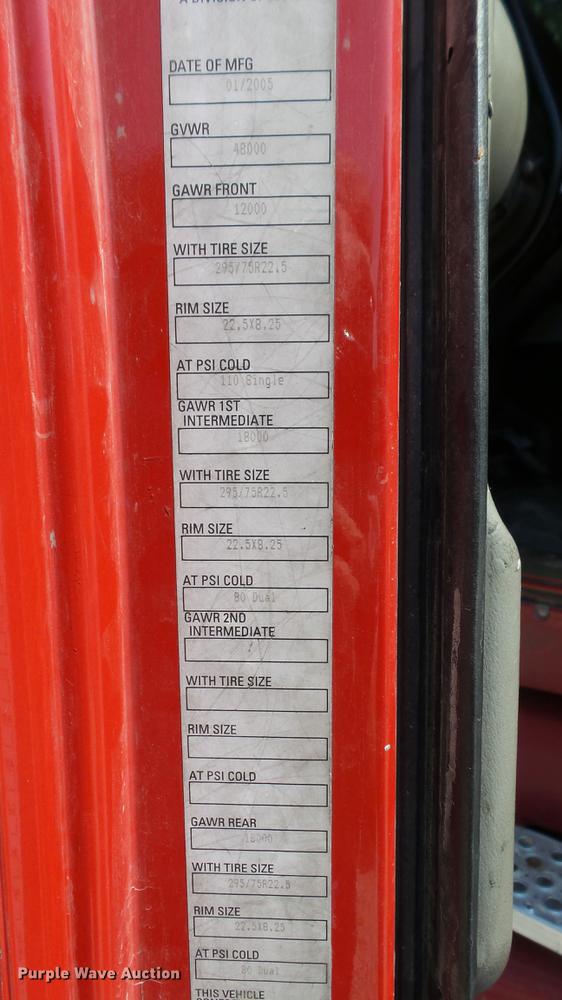 A DIVISION OF
DATE OF MFG
01/2005
GVWR
48000
GAWR FRONT
12000
WITH TIRE SIZE
295/75R22.5
RIM SIZE
22.5X8.25
AT PSI COLD
110 Single
GAWR 1ST
INTERMEDIATE
18000
WITH TIRE SIZE
295/75R22.5
RIM SIZE
22.5X8.25
AT PSI COLD
80 Dual
GAWR 2ND
INTERMEDIATE
WITH TIRE SIZE
RIM SIZE
AT PSI COLD
GAWR REAR
18000
WITH TIRE SIZE
295/75R22.5
RIM SIZE
22.5X8.25
AT PSI COLD
80 Dual
THIS VEHICLE
Purple Wave Auction